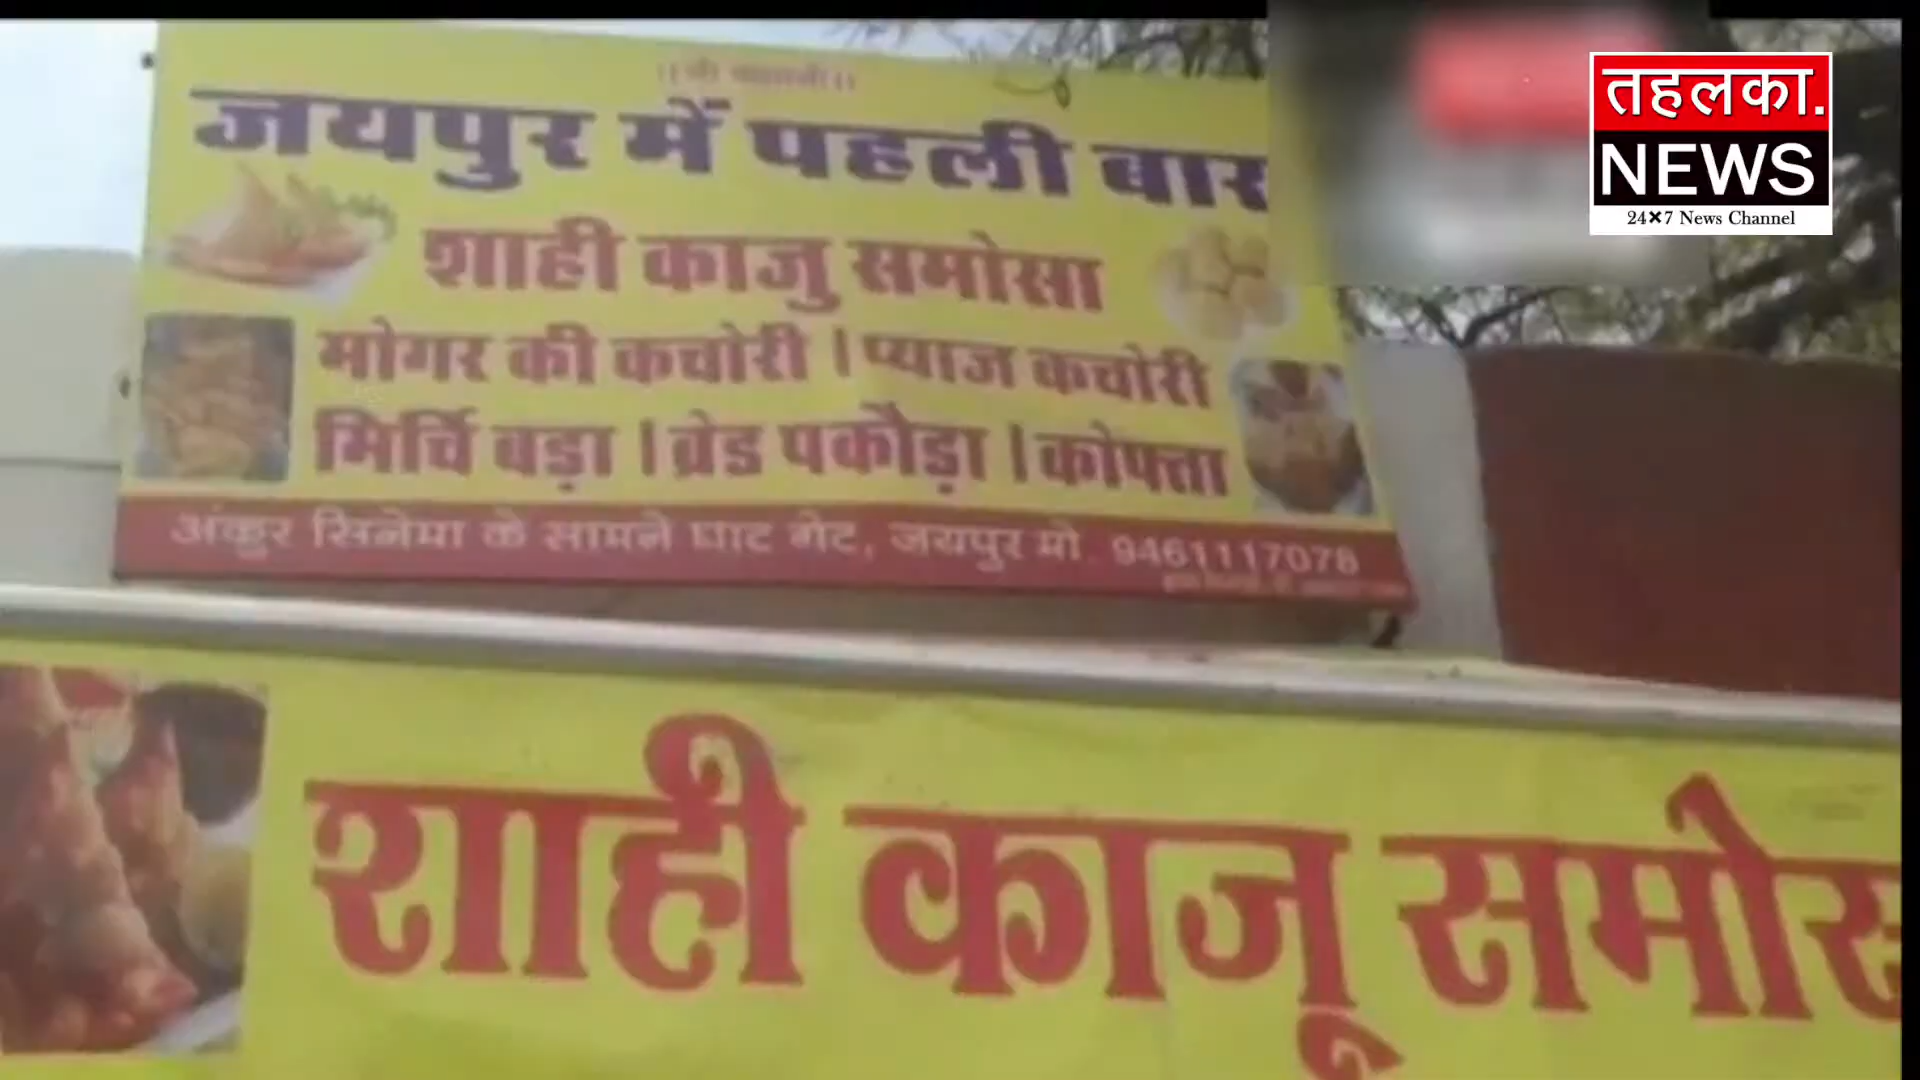 जयपुर में पहली बार
शाही काजु समोसा
मोगर की कचोरी । प्याज कचोरी
मिर्चि बड़ा । ब्रेड पकौड़ा । कोफ्ता
अंकुर सिनेमा के सामने घाट गेट, जयपुर मो. 9461117078
शाही काजू समोस
तहलका.
NEWS
24×7 News Channel